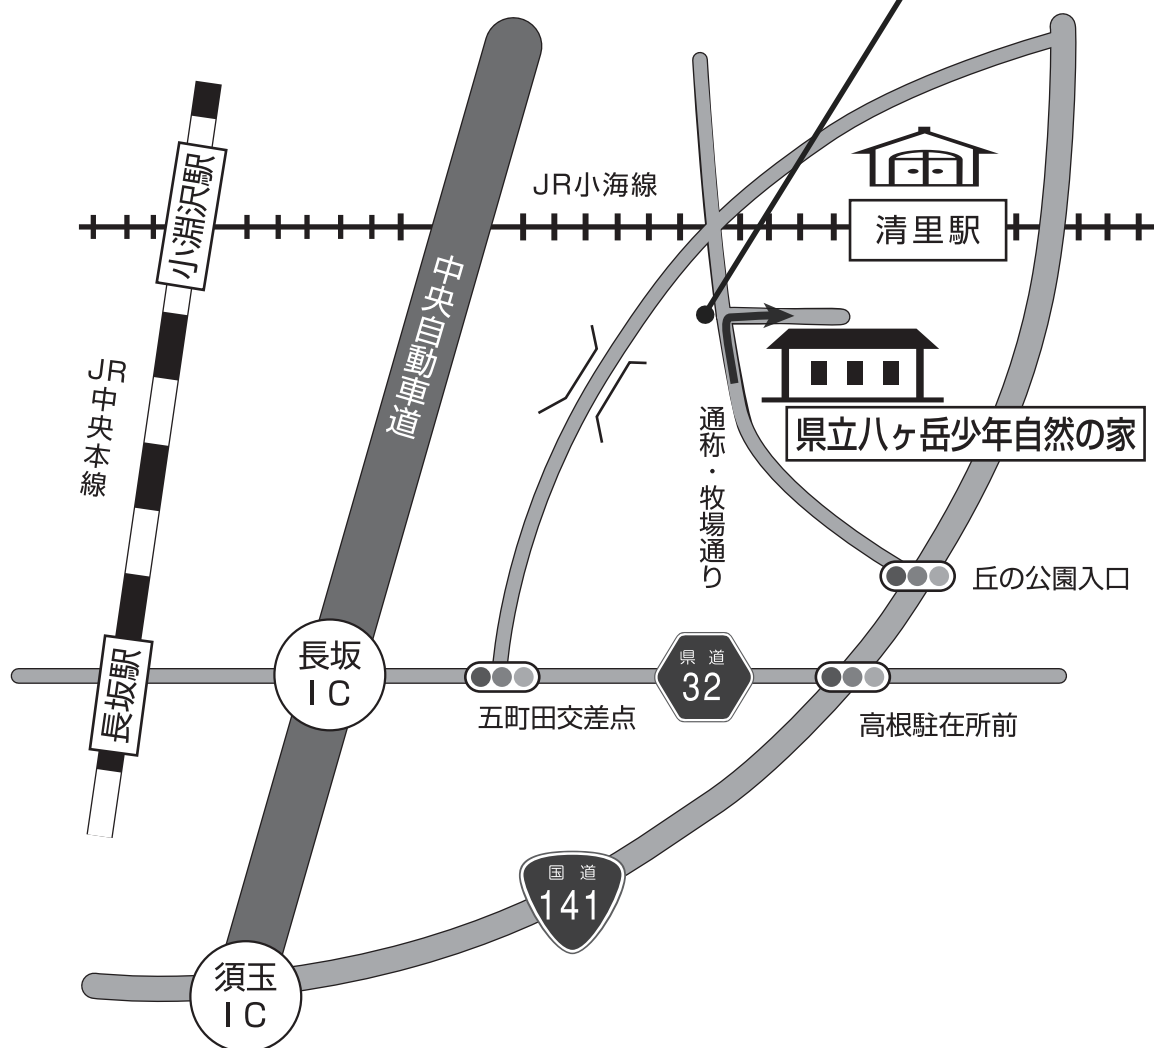 JR小海線
小淵沢駅
清里駅
中央自動車道
JR中央本線
県立八ヶ岳少年自然の家
通称・牧場通り
丘の公園入口
長坂
IC
県道
32
長坂駅
五町田交差点
高根駐在所前
国道
141
須玉
IC